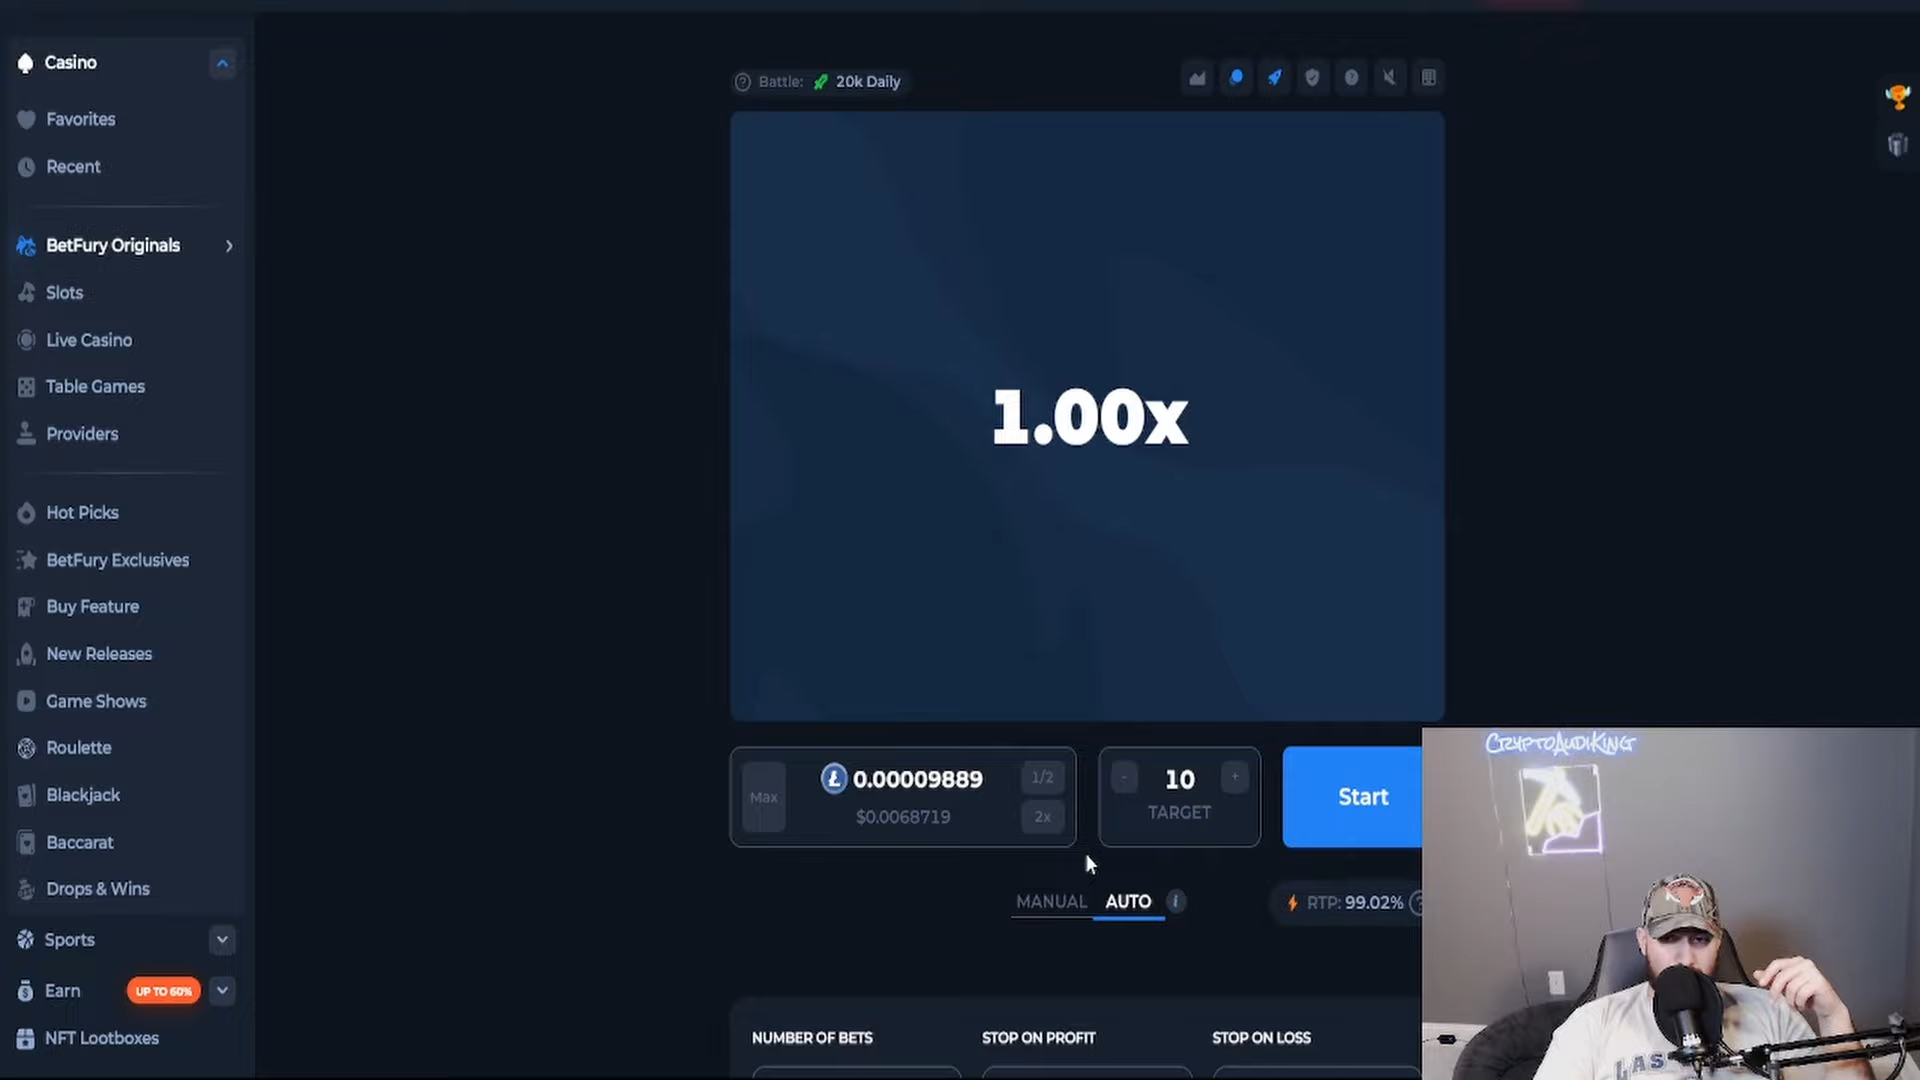 Casino
Favorites
Recent
BetFury Originals
Slots
Live Casino
Table Games
Providers
Hot Picks
BetFury Exclusives
Buy Feature
New Releases
Game Shows
Roulette
Blackjack
Baccarat
Drops & Wins
Sports
Earn UP TO 60%
NFT Lootboxes
Battle: 20k Daily
1.00x
Max
0.00009889
$0.0068719
1/2
2x
- 10 +
TARGET
Start
MANUAL AUTO
RTP: 99.02%
NUMBER OF BETS STOP ON PROFIT STOP ON LOSS
CRYPTOAUDIKING
LAS